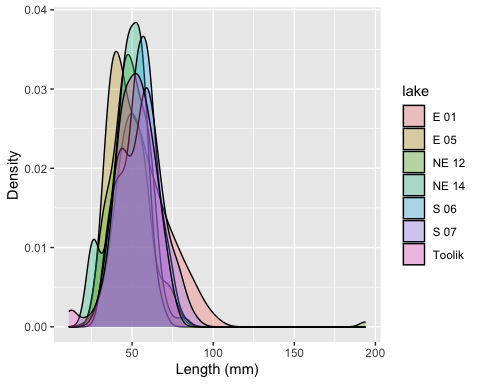 0.04
0.03
0.02
0.01
0.00
Density
50
100
150
200
Length (mm)
lake
E 01
E 05
NE 12
NE 14
S 06
S 07
Toolik